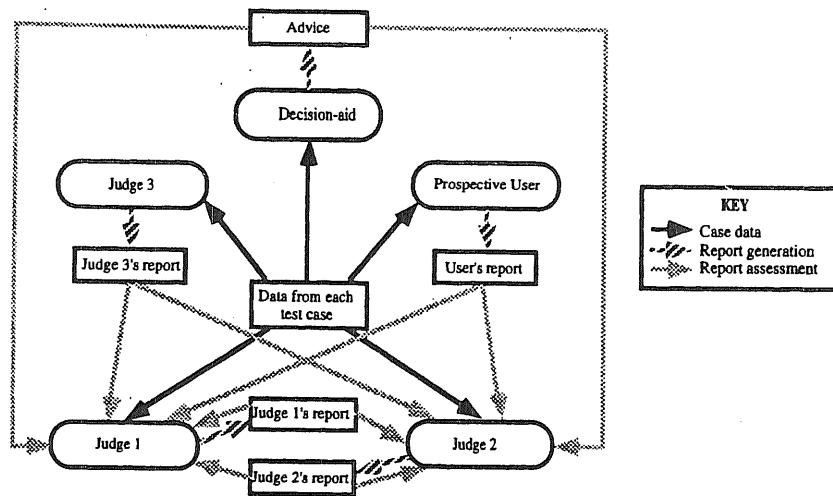 Advice
Decision-aid
Judge 3
Prospective User
Judge 3's report
User's report
Data from each
test case
Judge 1's report
Judge 1
Judge 2
Judge 2's report
KEY
Case data
Report generation
Report assessment